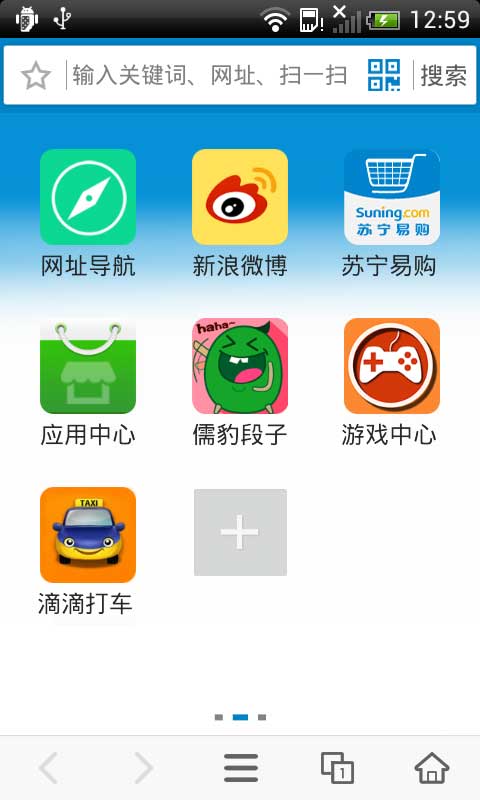 12:59
输入关键词、网址、扫一扫
搜索
Suning.com
苏宁易购
网址导航
新浪微博
苏宁易购
haha~
应用中心
儒豹段子
游戏中心
TAXI
滴滴打车
1